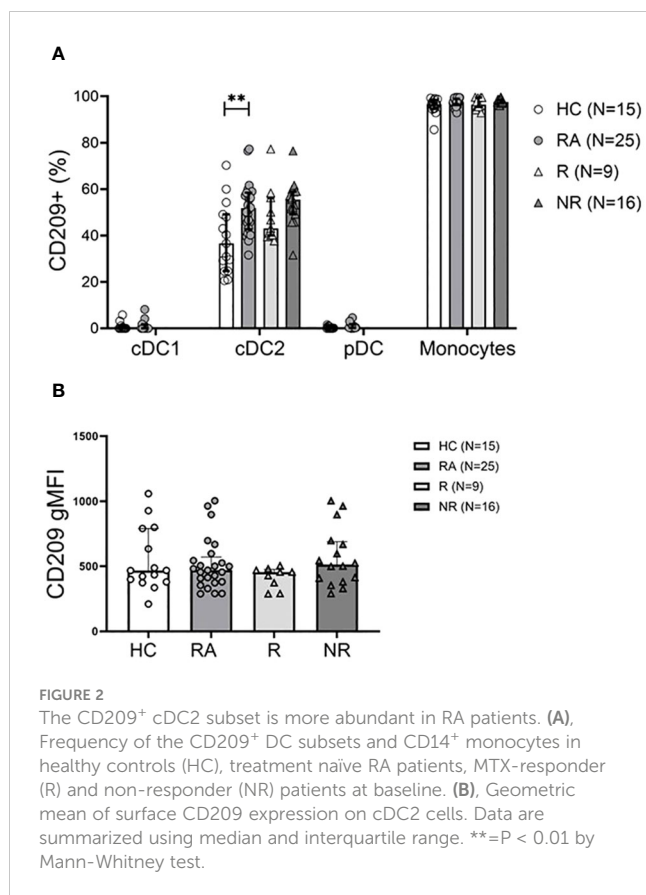 A
CD209+ (%)
100
80
60
40
20
0
**
cDC1
cDC2
pDC
Monocytes
HC (N=15)
RA (N=25)
R (N=9)
NR (N=16)
B
CD209 gMFI
1500
1000
500
0
HC
RA
R
NR
HC (N=15)
RA (N=25)
R (N=9)
NR (N=16)
FIGURE 2
The CD209⁺ cDC2 subset is more abundant in RA patients. (A),
Frequency of the CD209⁺ DC subsets and CD14⁺ monocytes in
healthy controls (HC), treatment naïve RA patients, MTX-responder
(R) and non-responder (NR) patients at baseline. (B), Geometric
mean of surface CD209 expression on cDC2 cells. Data are
summarized using median and interquartile range. **=P < 0.01 by
Mann-Whitney test.